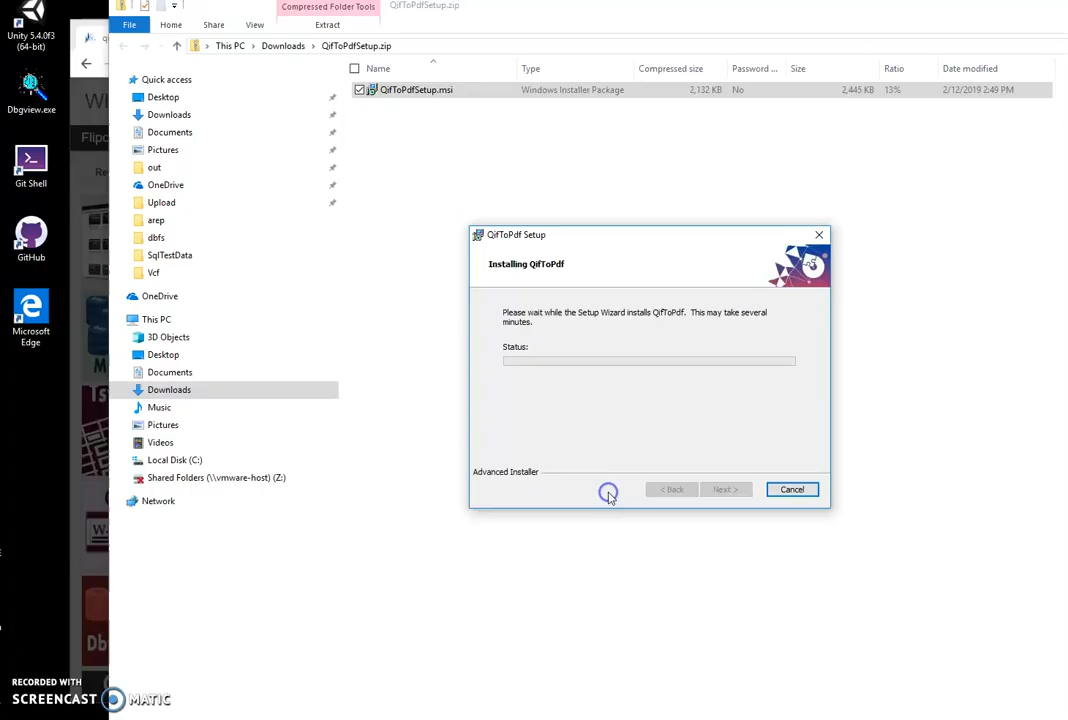 Compressed Folder Tools
QifToPdfSetup.zip
File
Home
Share
View
Extract
This PC > Downloads > QifToPdfSetup.zip
Name
Type
Compressed size
Password ...
Size
Ratio
Date modified
QifToPdfSetup.msi
Windows Installer Package
2,132 KB
No
2,445 KB
13%
2/12/2019 2:49 PM
Unity 5.4.0f3
(64-bit)
Dbgview.exe
Git Shell
GitHub
Microsoft
Edge
Quick access
Desktop
Downloads
Documents
Pictures
out
OneDrive
Upload
arep
dbfs
SqlTestData
Vcf
OneDrive
This PC
3D Objects
Desktop
Documents
Downloads
Music
Pictures
Videos
Local Disk (C:)
Shared Folders (\\vmware-host) (Z:)
Network
QifToPdf Setup
Installing QifToPdf
Please wait while the Setup Wizard installs QifToPdf. This may take several
minutes.
Status:
Advanced Installer
< Back
Next >
Cancel
Flipc
Re
Db
RECORDED WITH
SCREENCAST MATIC